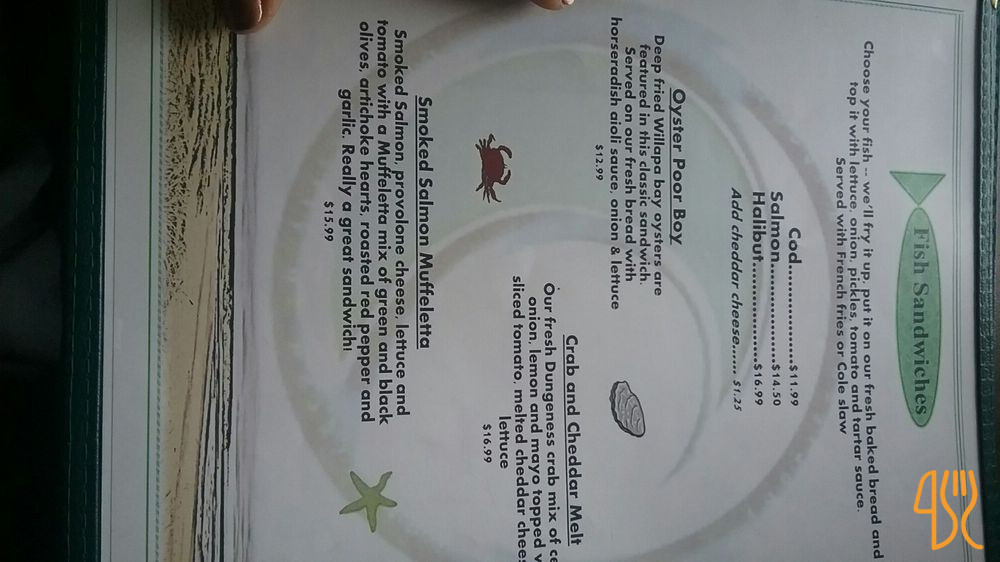 Fish Sandwiches
Choose your fish -- we'll fry it up, put it on our fresh baked bread and
top it with lettuce, onion, pickles, tomato and tartar sauce.
Served with French fries or Cole slaw
Cod....................$11.99
Salmon..................$14.50
Halibut..................$16.99
Add cheddar cheese...... $1.25
Oyster Poor Boy
Deep fried Willapa bay oysters are
featured in this classic sandwich.
Served on our fresh bread with
horseradish aioli sauce, onion & lettuce
$12.99
Crab and Cheddar Melt
Our fresh Dungeness crab mix of ce
onion, lemon and mayo topped w
sliced tomato, melted cheddar chees
lettuce
$16.99
Smoked Salmon Muffeletta
Smoked Salmon, provolone cheese, lettuce and
tomato with a Muffeletta mix of green and black
olives, artichoke hearts, roasted red pepper and
garlic. Really a great sandwich!
$15.99